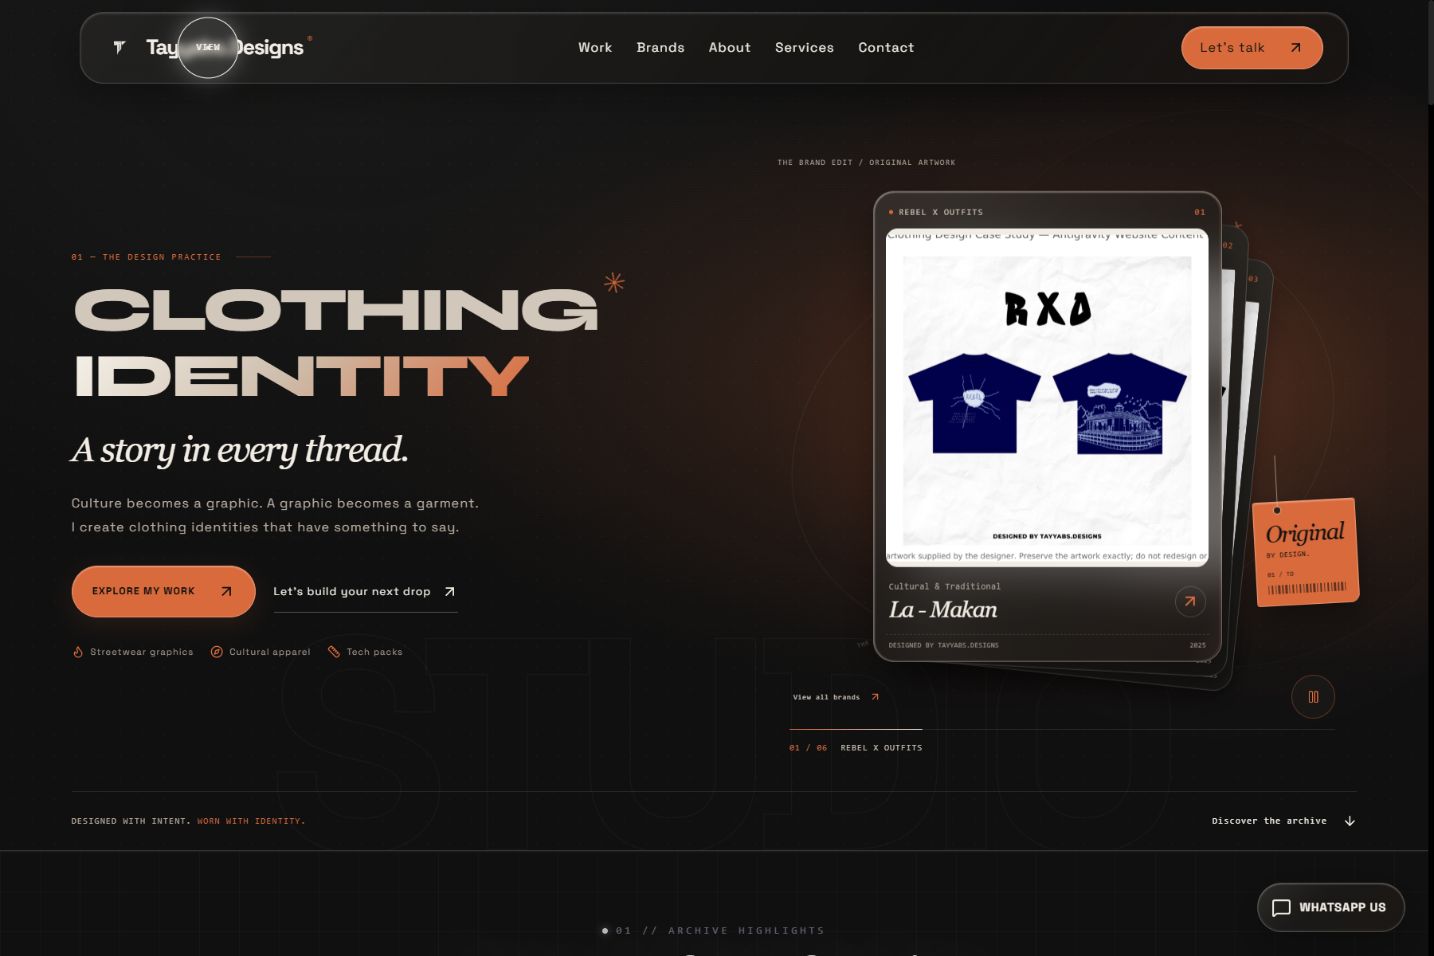 Tay Designs
VIEW
Work
Brands
About
Services
Contact
Let's talk
THE BRAND EDIT / ORIGINAL ARTWORK
01 — THE DESIGN PRACTICE
CLOTHING
IDENTITY
A story in every thread.
Culture becomes a graphic. A graphic becomes a garment.
I create clothing identities that have something to say.
EXPLORE MY WORK
Let's build your next drop
Streetwear graphics
Cultural apparel
Tech packs
REBEL X OUTFITS
01
02
03
Clothing Design Case Study — Antigravity Website Content
RXO
REBEL
DESIGNED BY TAYYABS.DESIGNS
artwork supplied by the designer. Preserve the artwork exactly; do not redesign or
Cultural & Traditional
La - Makan
DESIGNED BY TAYYABS.DESIGNS
2025
Original
BY DESIGN.
01 / TD
View all brands
01 / 06 REBEL X OUTFITS
STUDIO
DESIGNED WITH INTENT. WORN WITH IDENTITY.
Discover the archive
WHATSAPP US
01 // ARCHIVE HIGHLIGHTS